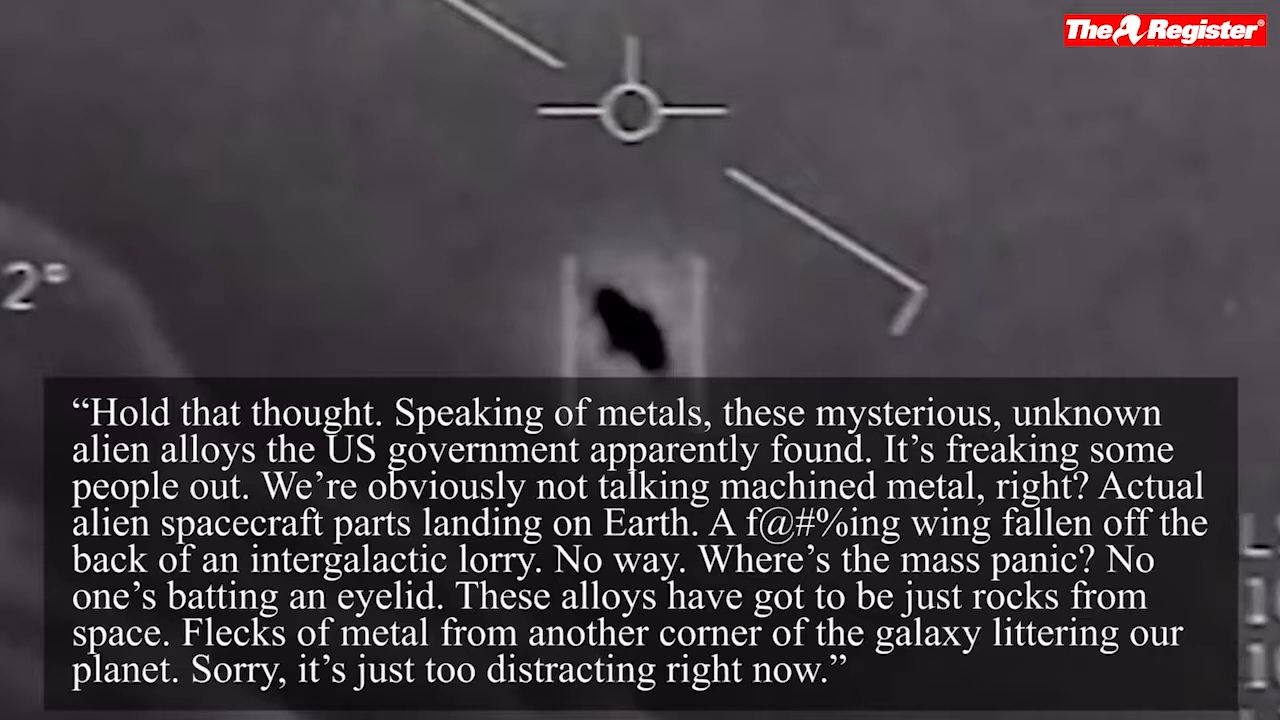 The Register®
2°
“Hold that thought. Speaking of metals, these mysterious, unknown
alien alloys the US government apparently found. It’s freaking some
people out. We’re obviously not talking machined metal, right? Actual
alien spacecraft parts landing on Earth. A f@#%ing wing fallen off the
back of an intergalactic lorry. No way. Where’s the mass panic? No
one’s batting an eyelid. These alloys have got to be just rocks from
space. Flecks of metal from another corner of the galaxy littering our
planet. Sorry, it’s just too distracting right now.”